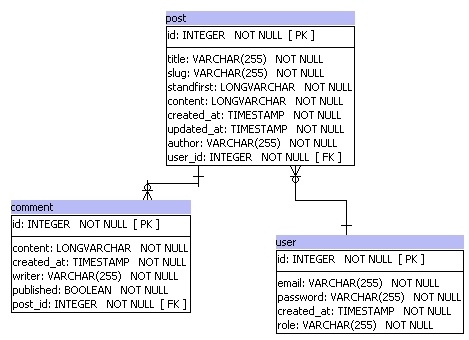 post
id: INTEGER NOT NULL [ PK ]
title: VARCHAR(255) NOT NULL
slug: VARCHAR(255) NOT NULL
standfirst: LONGVARCHAR NOT NULL
content: LONGVARCHAR NOT NULL
created_at: TIMESTAMP NOT NULL
updated_at: TIMESTAMP NOT NULL
author: VARCHAR(255) NOT NULL
user_id: INTEGER NOT NULL [ FK ]
comment
id: INTEGER NOT NULL [ PK ]
content: LONGVARCHAR NOT NULL
created_at: TIMESTAMP NOT NULL
writer: VARCHAR(255) NOT NULL
published: BOOLEAN NOT NULL
post_id: INTEGER NOT NULL [ FK ]
user
id: INTEGER NOT NULL [ PK ]
email: VARCHAR(255) NOT NULL
password: VARCHAR(255) NOT NULL
created_at: TIMESTAMP NOT NULL
role: VARCHAR(255) NOT NULL